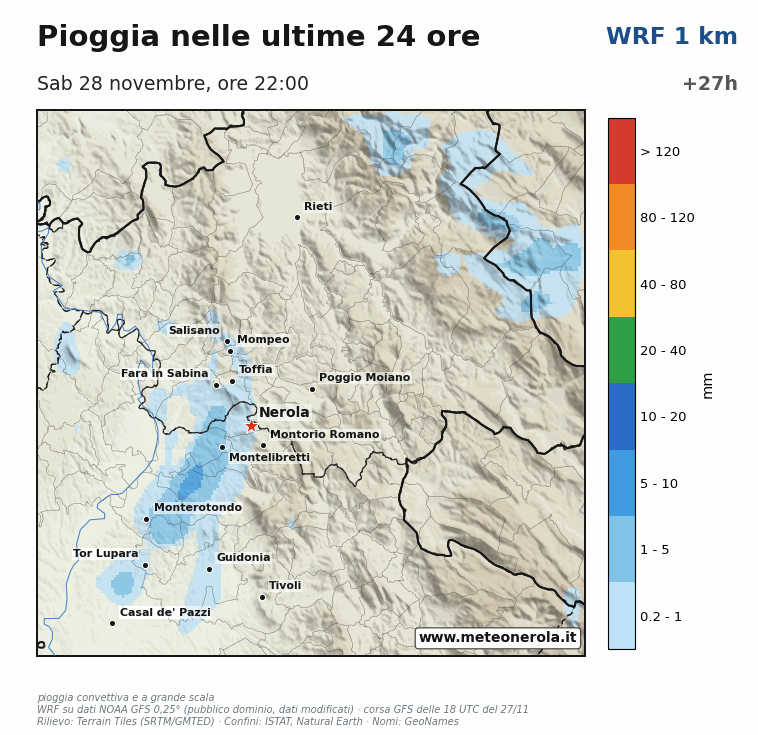 Pioggia nelle ultime 24 ore
WRF 1 km
Sab 28 novembre, ore 22:00
+27h
Rieti
Salisano
Mompeo
Fara in Sabina
Toffia
Poggio Moiano
Nerola
Montorio Romano
Montelibretti
Monterotondo
Tor Lupara
Guidonia
Tivoli
Casal de' Pazzi
www.meteonerola.it
> 120
80 - 120
40 - 80
20 - 40
10 - 20
5 - 10
1 - 5
0.2 - 1
mm
pioggia convettiva e a grande scala
WRF su dati NOAA GFS 0,25° (pubblico dominio, dati modificati) · corsa GFS delle 18 UTC del 27/11
Rilievo: Terrain Tiles (SRTM/GMTED) · Confini: ISTAT, Natural Earth · Nomi: GeoNames